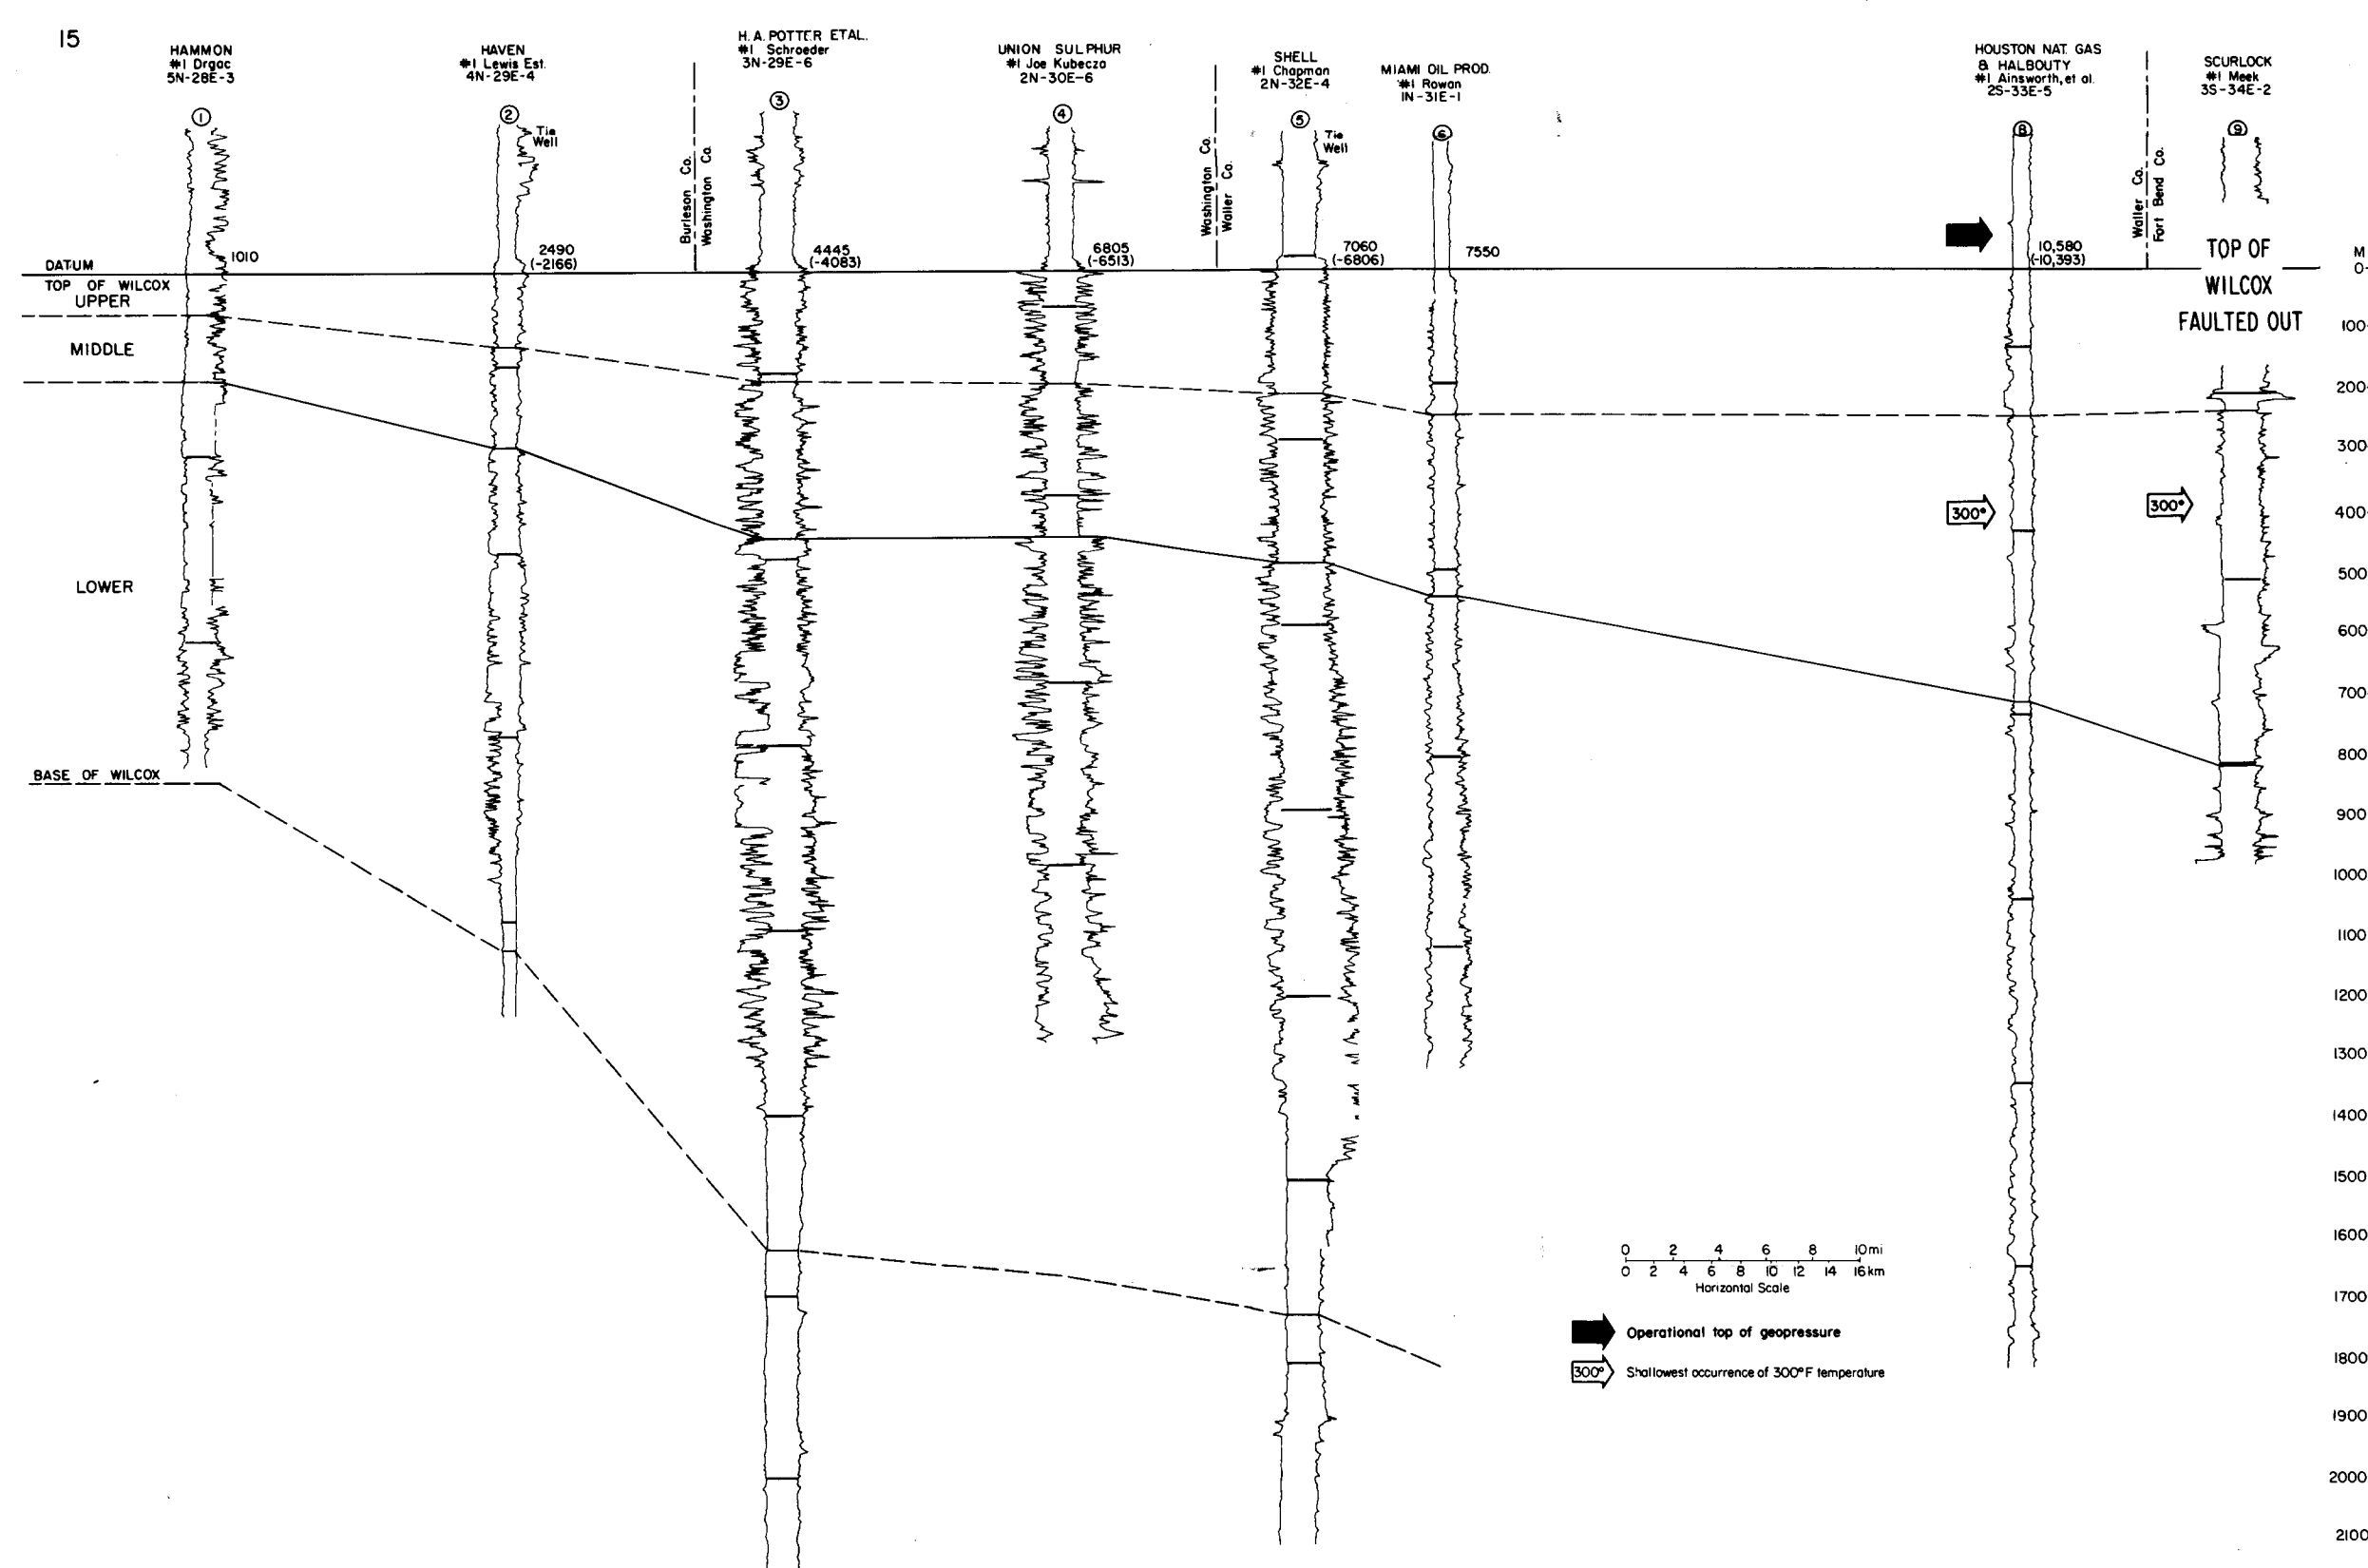 15
HAMMON
#1 Drgac
5N-28E-3
1
HAVEN
#1 Lewis Est.
4N-29E-4
2
Tie
Well
H. A. POTTER ET AL.
#1 Schroeder
3N-29E-6
3
UNION SULPHUR
#1 Joe Kubecza
2N-30E-6
4
SHELL
#1 Chapman
2N-32E-4
5
Tie
Well
MIAMI OIL PROD.
#1 Rowan
1N-31E-1
6
HOUSTON NAT. GAS
& HALBOUTY
#1 Ainsworth, et al.
2S-33E-5
8
SCURLOCK
#1 Meek
3S-34E-2
9
Burleson Co.
Washington Co.
Washington Co.
Waller Co.
Waller Co.
Fort Bend Co.
1010
2490
(-2166)
4445
(-4083)
6805
(-6513)
7060
(-6806)
7550
10,580
(-10,393)
DATUM
TOP OF WILCOX
UPPER
MIDDLE
LOWER
BASE OF WILCOX
TOP OF
WILCOX
FAULTED OUT
300°
300°
M
0
100
200
300
400
500
600
700
800
900
1000
1100
1200
1300
1400
1500
1600
1700
1800
1900
2000
2100
0 2 4 6 8 10 mi
0 2 4 6 8 10 12 14 16 km
Horizontal Scale
Operational top of geopressure
300° Shallowest occurrence of 300°F temperature